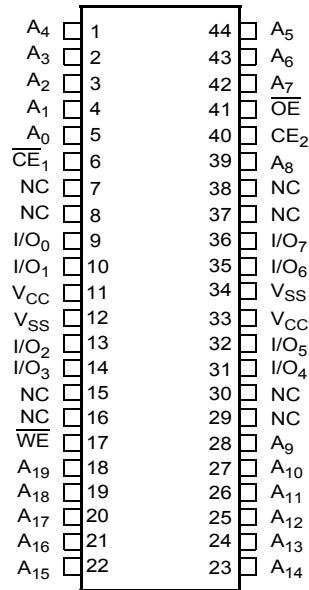 A4 1 44 A5
A3 2 43 A6
A2 3 42 A7
A1 4 41 O̅E̅
A0 5 40 CE2
C̅E̅1 6 39 A8
NC 7 38 NC
NC 8 37 NC
I/O0 9 36 I/O7
I/O1 10 35 I/O6
VCC 11 34 VSS
VSS 12 33 VCC
I/O2 13 32 I/O5
I/O3 14 31 I/O4
NC 15 30 NC
NC 16 29 NC
W̅E̅ 17 28 A9
A19 18 27 A10
A18 19 26 A11
A17 20 25 A12
A16 21 24 A13
A15 22 23 A14